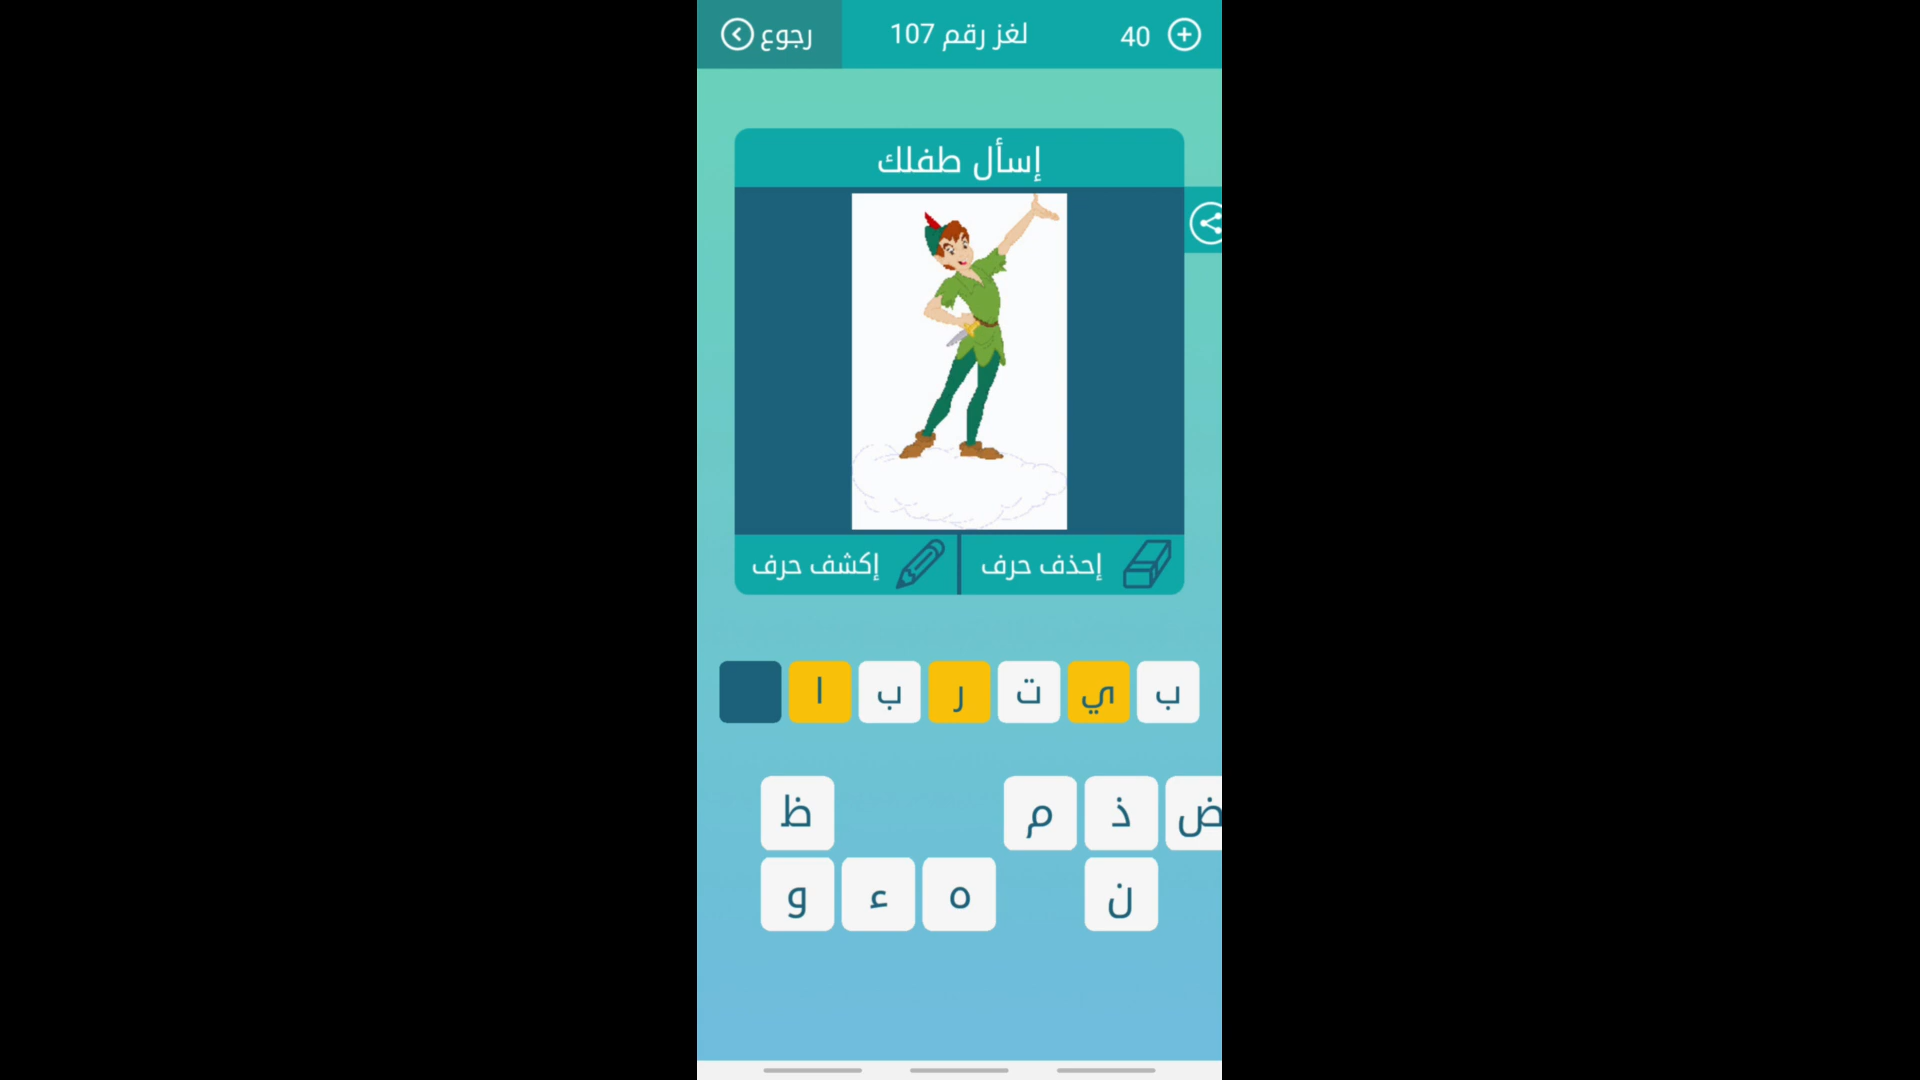 رجوع
لغز رقم 107
40
إسأل طفلك
إحذف حرف
إكشف حرف
ب ي ت ر ب ا
ض ذ م ظ
ن ه ء و